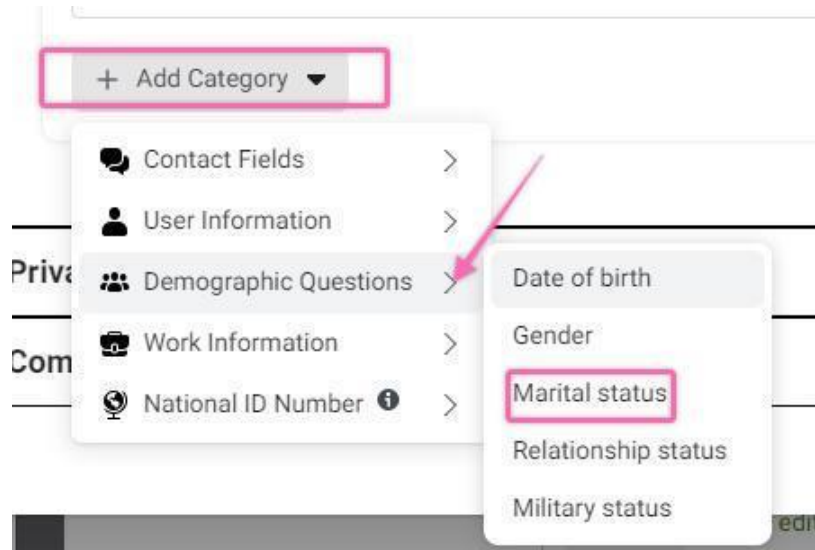 + Add Category
Contact Fields
User Information
Priva
Demographic Questions
Date of birth
Work Information
Gender
Com
Marital status
National ID Number
Relationship status
Military status
edit